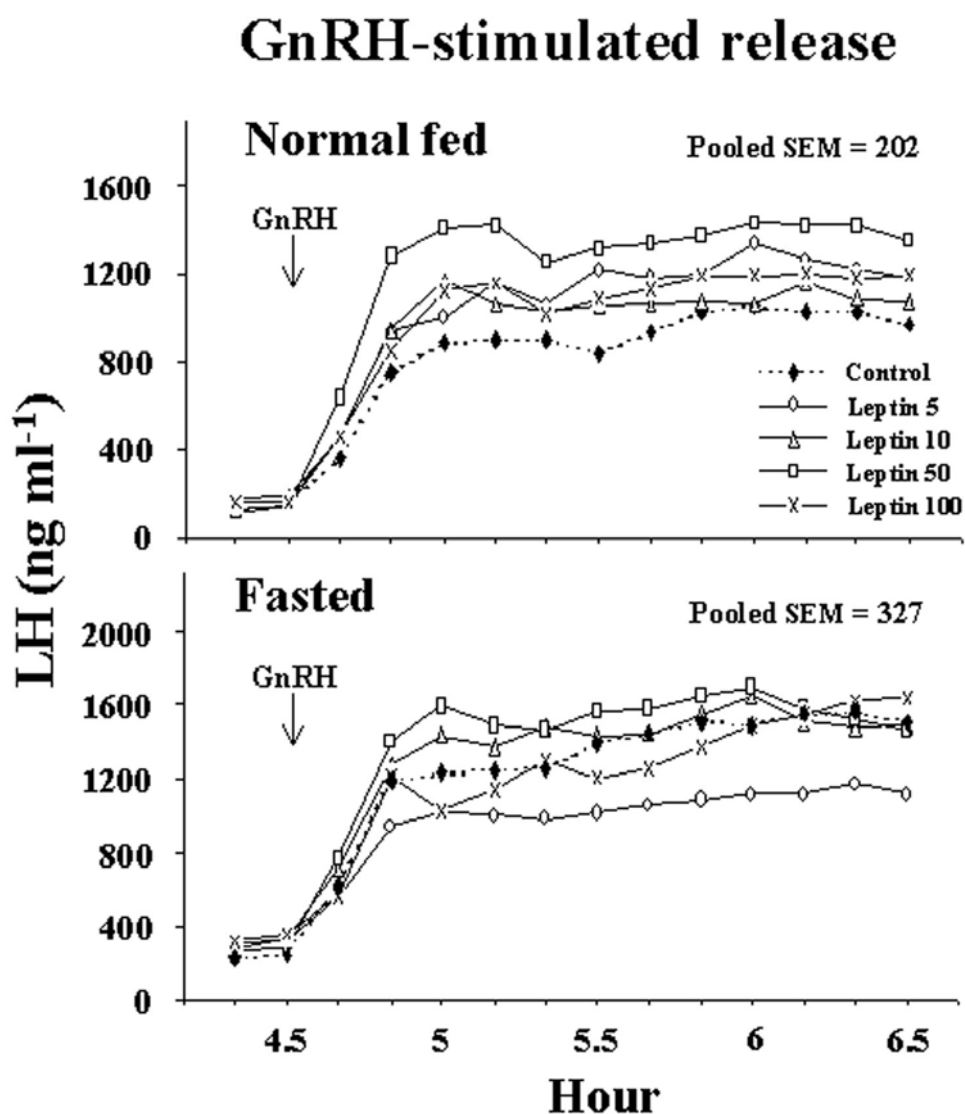 GnRH-stimulated release
Normal fed
Pooled SEM = 202
1600
GnRH
1200
800
Control
Leptin 5
400
Leptin 10
Leptin 50
Leptin 100
0
LH (ng ml-1)
Fasted
Pooled SEM = 327
2000
GnRH
1600
1200
800
400
0
4.5 5 5.5 6 6.5
Hour